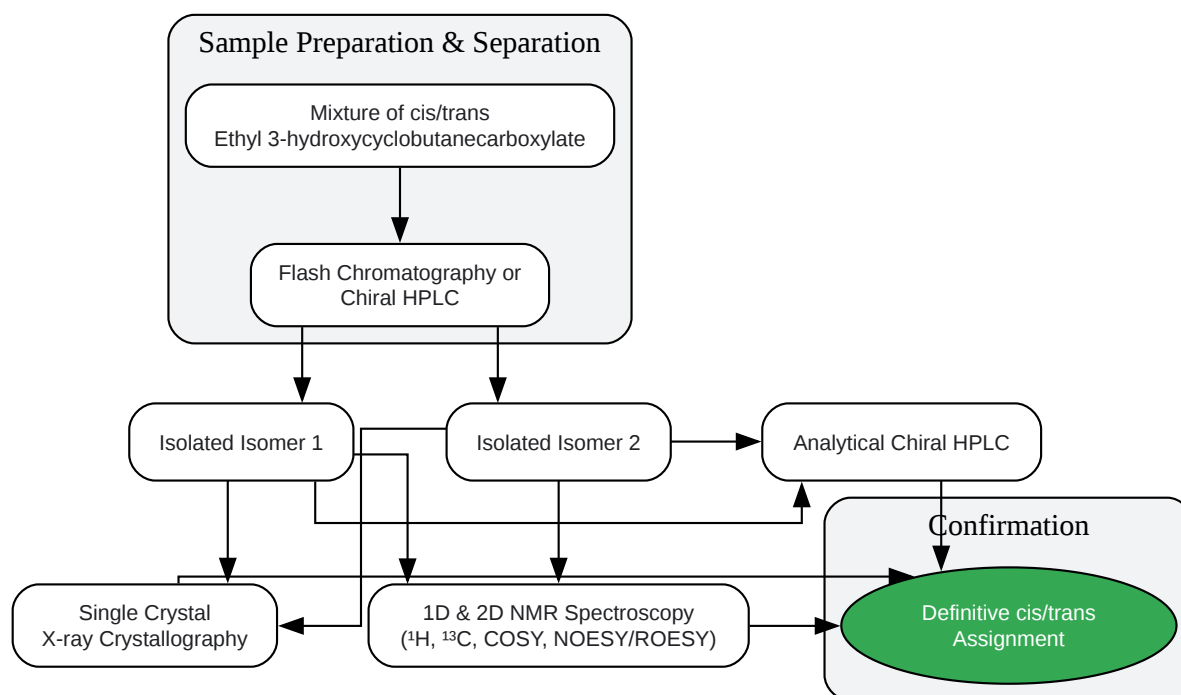 Sample Preparation & Separation
Mixture of cis/trans
Ethyl 3-hydroxycyclobutanecarboxylate
Flash Chromatography or
Chiral HPLC
Isolated Isomer 1
Isolated Isomer 2
Analytical Chiral HPLC
Confirmation
Single Crystal
X-ray Crystallography
1D & 2D NMR Spectroscopy
(¹H, ¹³C, COSY, NOESY/ROESY)
Definitive cis/trans
Assignment